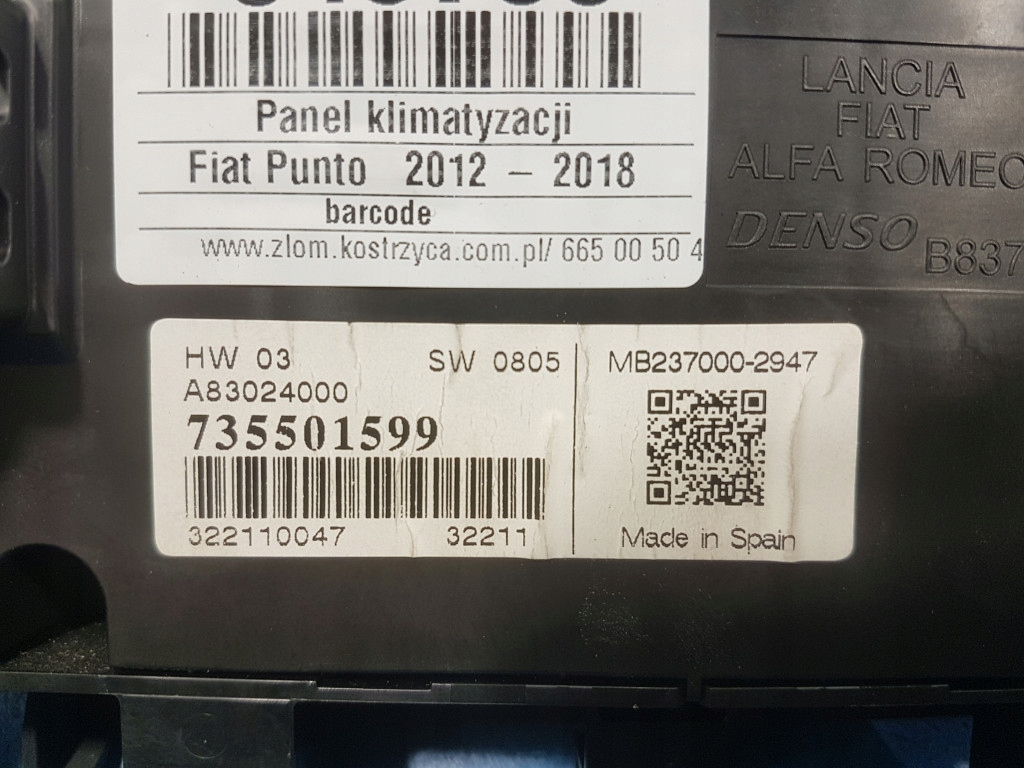 Panel klimatyzacji
Fiat Punto 2012 – 2018
barcode
www.zlom.kostrzyca.com.pl/ 665 00 50 4
LANCIA
FIAT
ALFA ROMEO
DENSO
B837
HW 03 SW 0805
A83024000
735501599
322110047 32211
MB237000-2947
Made in Spain